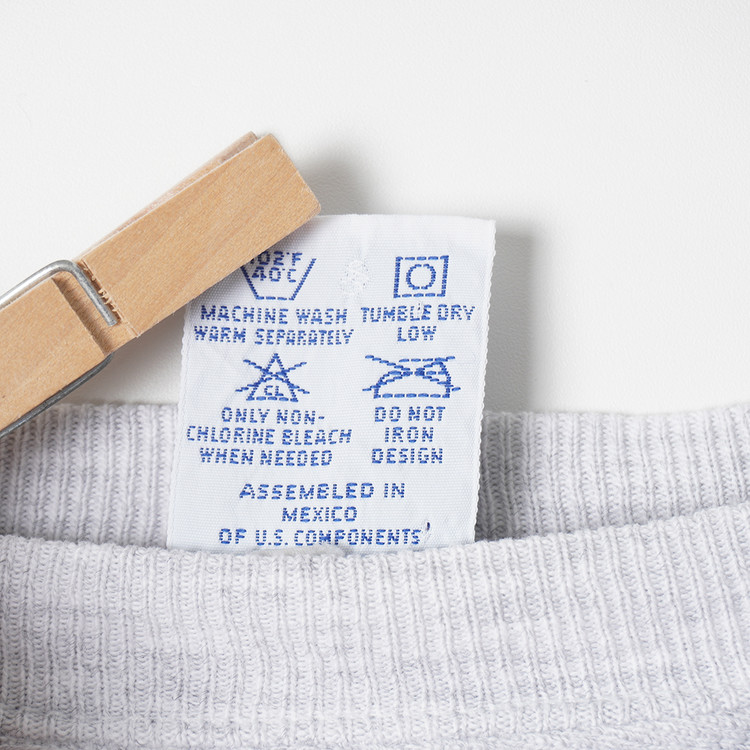 102°F
40°C
MACHINE WASH
WARM SEPARATELY
TUMBLE DRY
LOW
CL
ONLY NON-
CHLORINE BLEACH
WHEN NEEDED
DO NOT
IRON
DESIGN
ASSEMBLED IN
MEXICO
OF U.S. COMPONENTS